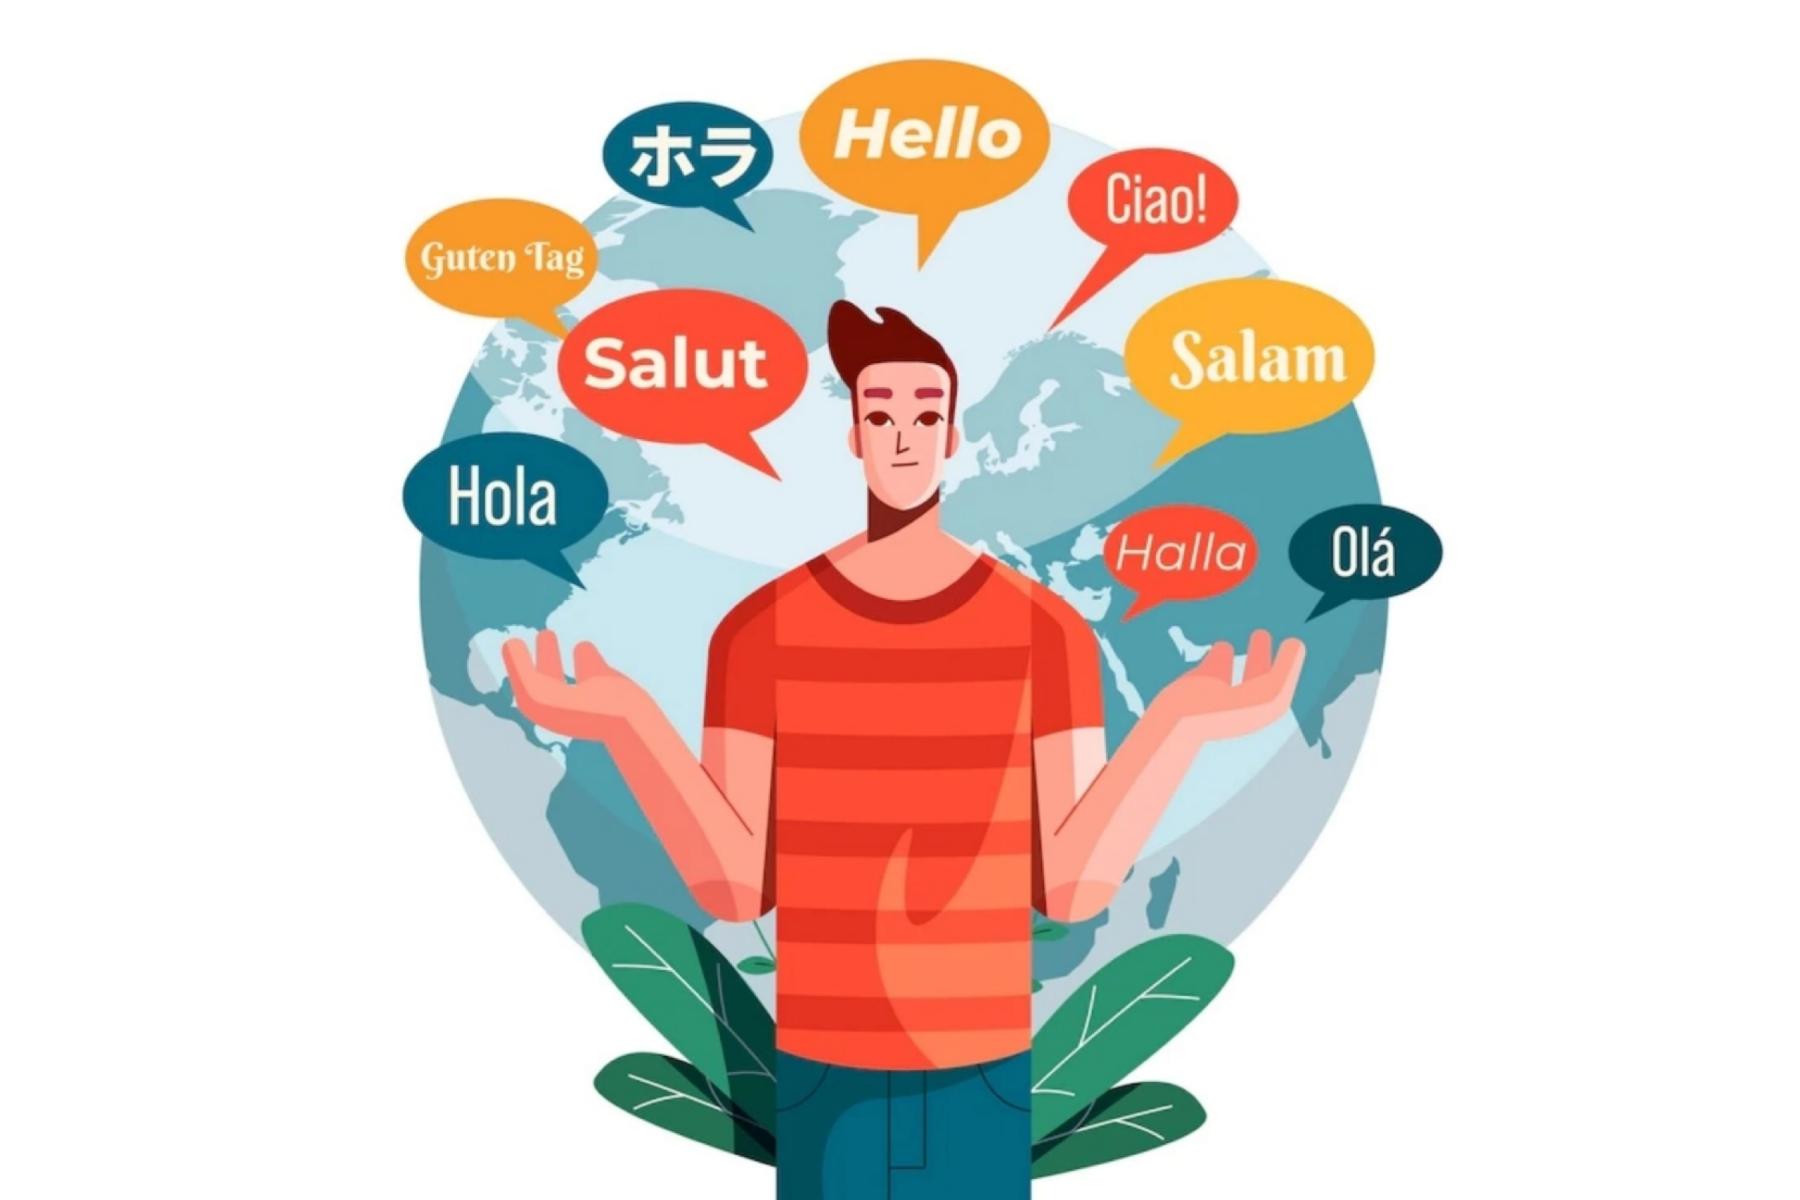 Hello
ホラ
Ciao!
Guten Tag
Salut
Salam
Hola
Halla
Olá